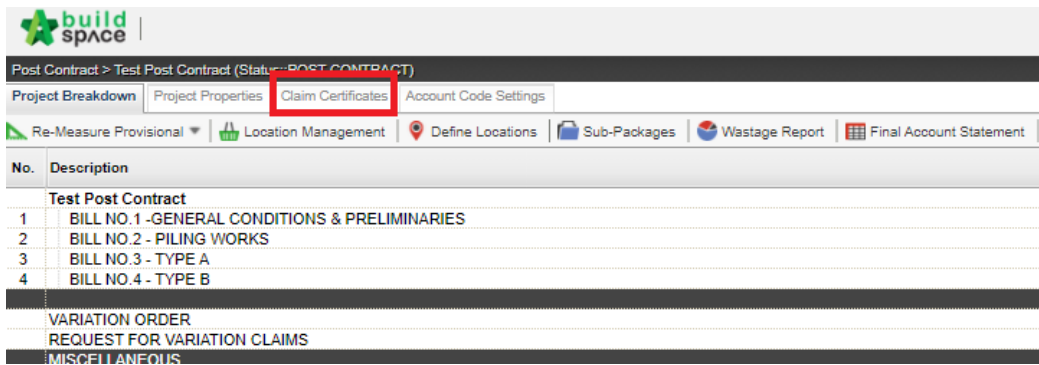 build
space
Post Contract > Test Post Contract (Status::POST CONTRACT)
Project Breakdown Project Properties Claim Certificates Account Code Settings
Re-Measure Provisional Location Management Define Locations Sub-Packages Wastage Report Final Account Statement
No. Description
Test Post Contract
1 BILL NO.1 -GENERAL CONDITIONS & PRELIMINARIES
2 BILL NO.2 - PILING WORKS
3 BILL NO.3 - TYPE A
4 BILL NO.4 - TYPE B
VARIATION ORDER
REQUEST FOR VARIATION CLAIMS
MISCELLANEOUS